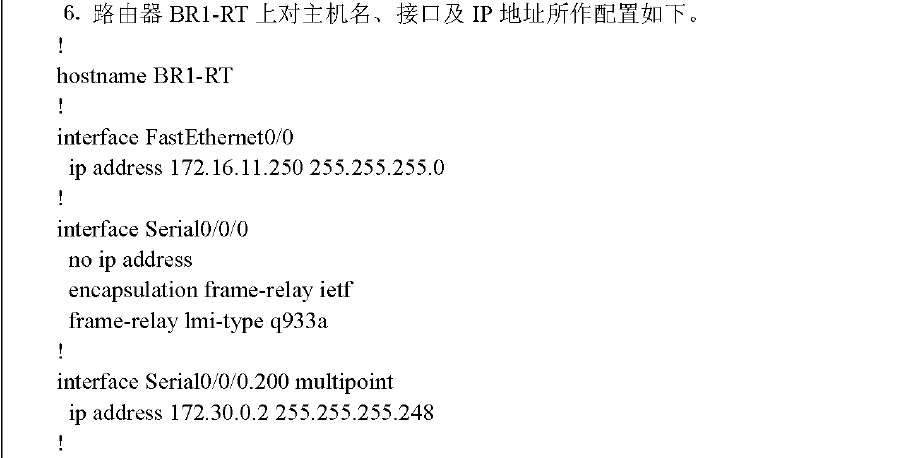 6. 路由器 BR1-RT 上对主机名、接口及 IP 地址所作配置如下。
!
hostname BR1-RT
!
interface FastEthernet0/0
ip address 172.16.11.250 255.255.255.0
!
interface Serial0/0/0
no ip address
encapsulation frame-relay ietf
frame-relay lmi-type q933a
!
interface Serial0/0/0.200 multipoint
ip address 172.30.0.2 255.255.255.248
!